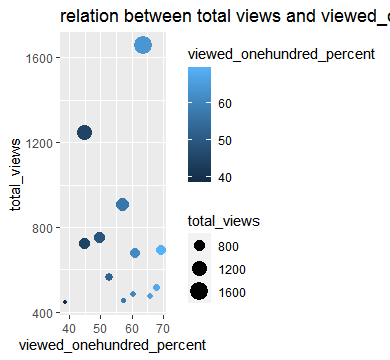 relation between total views and viewed_
viewed_onehundred_percent
60
50
40
total_views
800
1200
1600
total_views
1600
1200
800
400
40
50
60
70
viewed_onehundred_percent